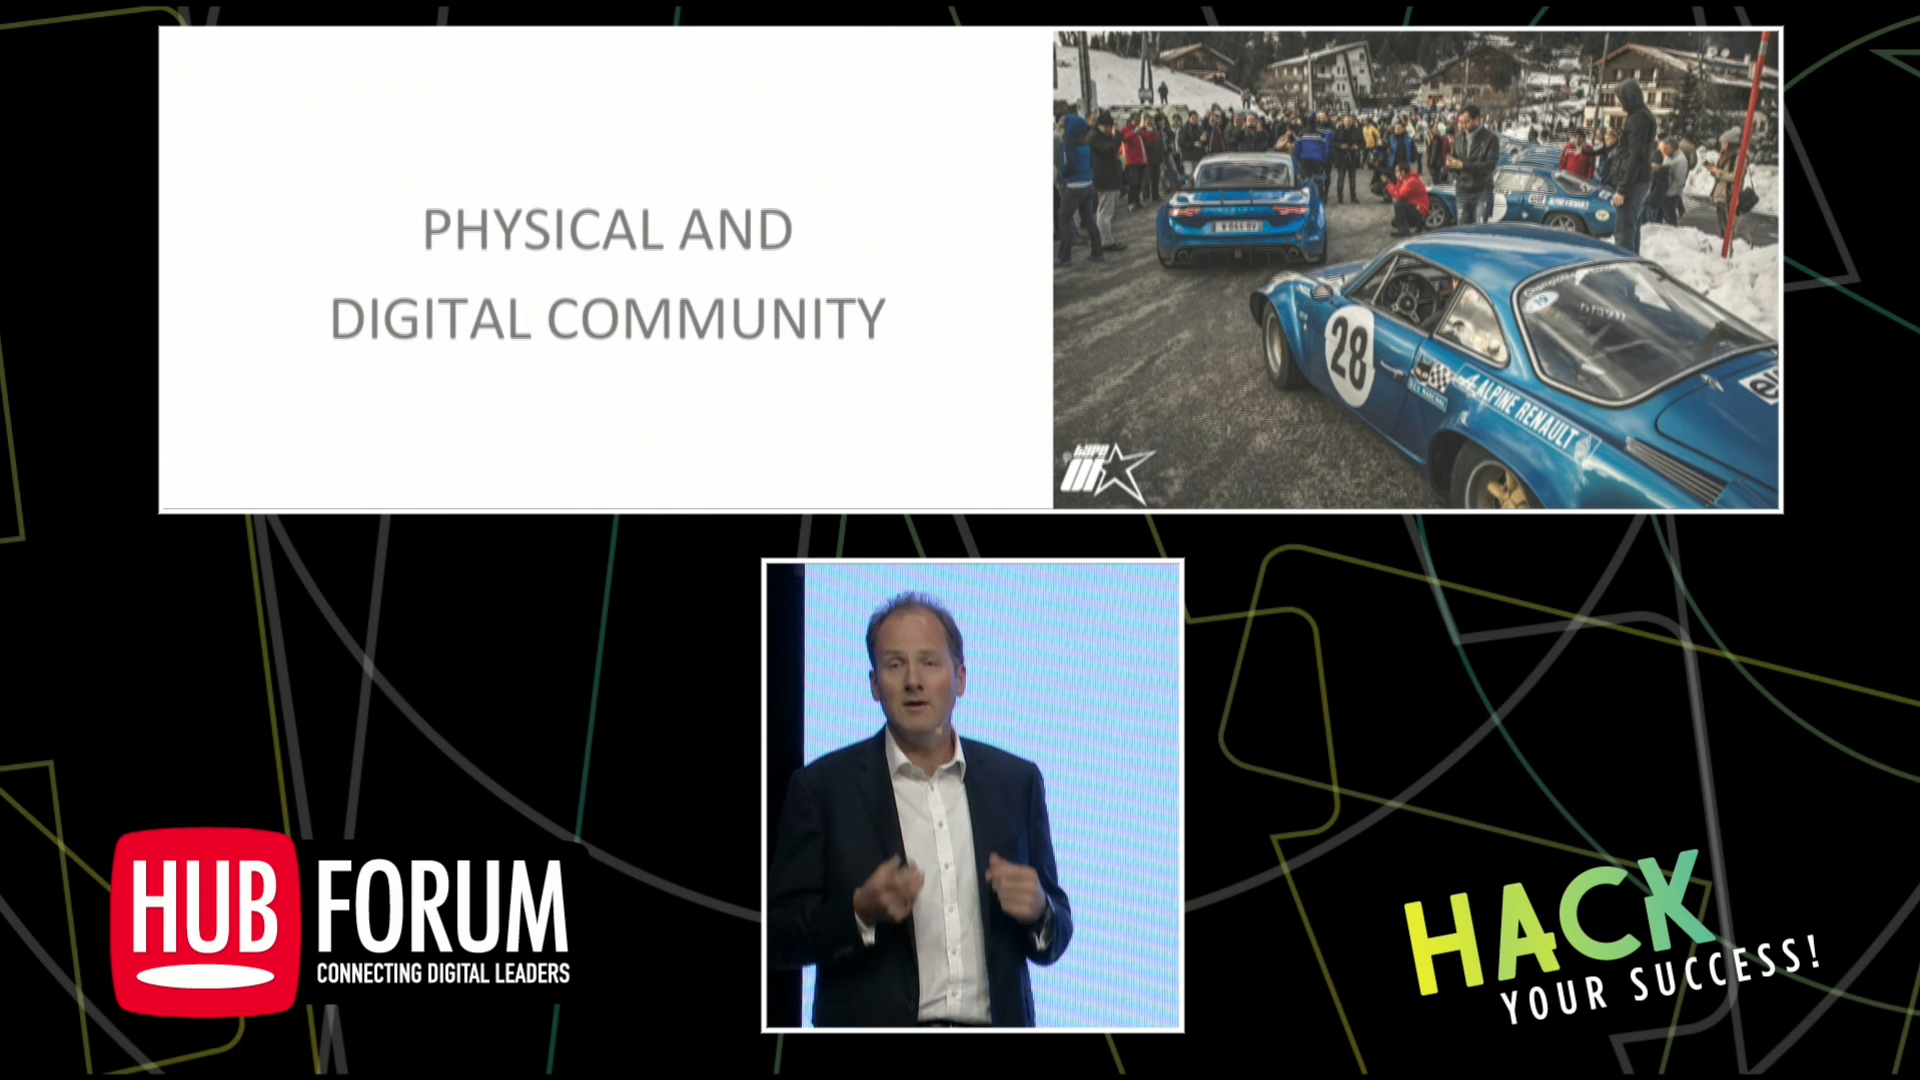 PHYSICAL AND
DIGITAL COMMUNITY
28
ALPINE RENAULT
HUB FORUM
CONNECTING DIGITAL LEADERS
HACK
YOUR SUCCESS!